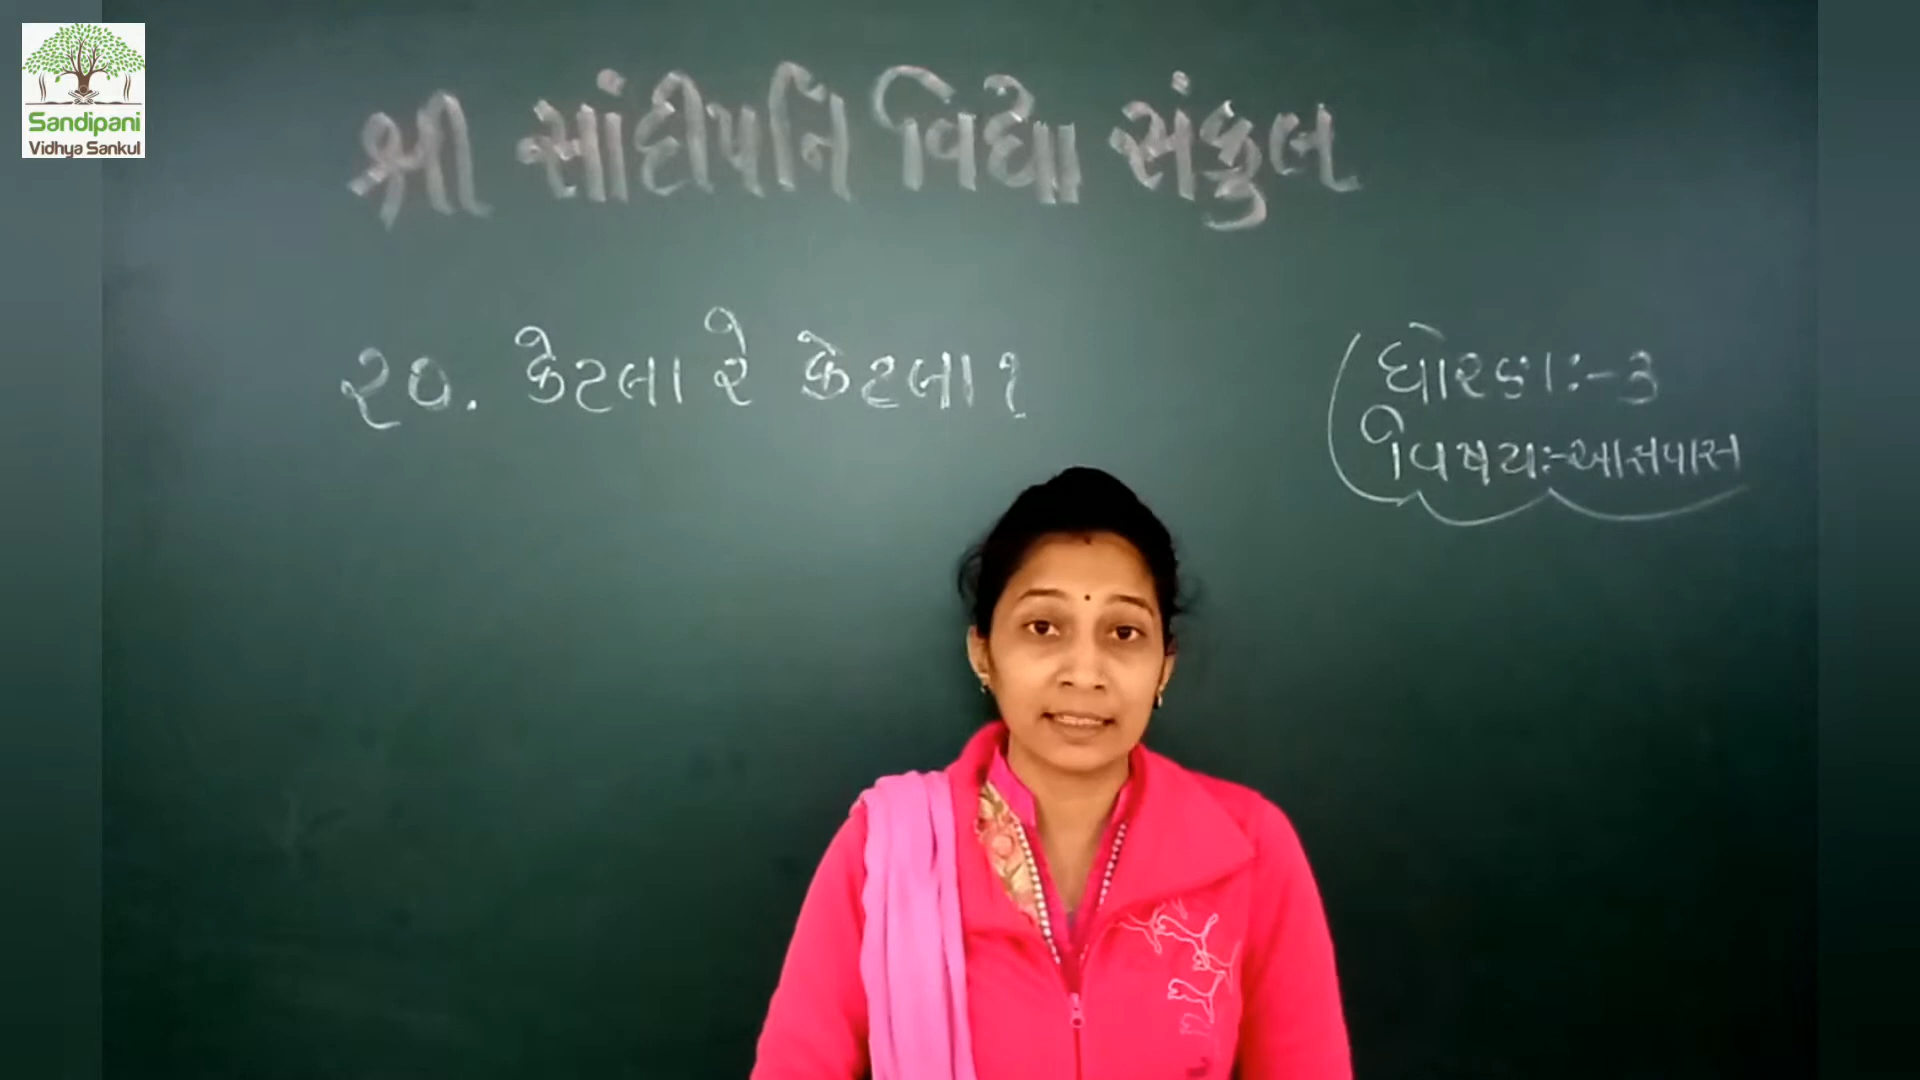 Sandipani
Vidhya Sankul
શ્રી સાંદીપનિ વિદ્યા સંકુલ
૨૦. કેટલા રે કેટલા?
ધોરણ:-૩
વિષય:-આસપાસ